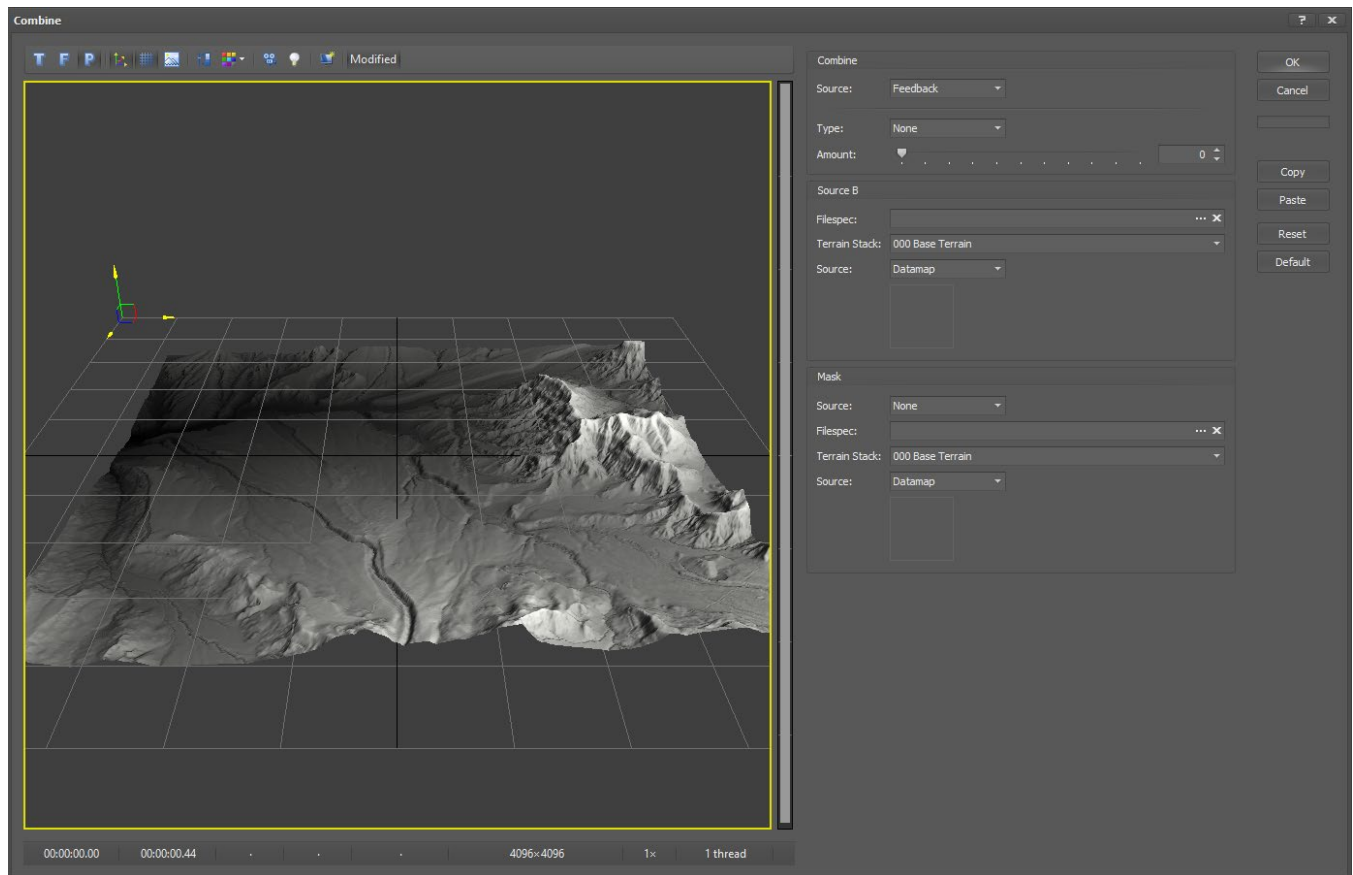 Combine
? x
T F P Modified
Combine
Source: Feedback
Type: None
Amount: 0
Source B
Filespec: ... x
Terrain Stack: 000 Base Terrain
Source: Datamap
Mask
Source: None
Filespec: ... x
Terrain Stack: 000 Base Terrain
Source: Datamap
OK
Cancel
Copy
Paste
Reset
Default
00:00:00.00 00:00:00.44 . . . 4096×4096 1× 1 thread